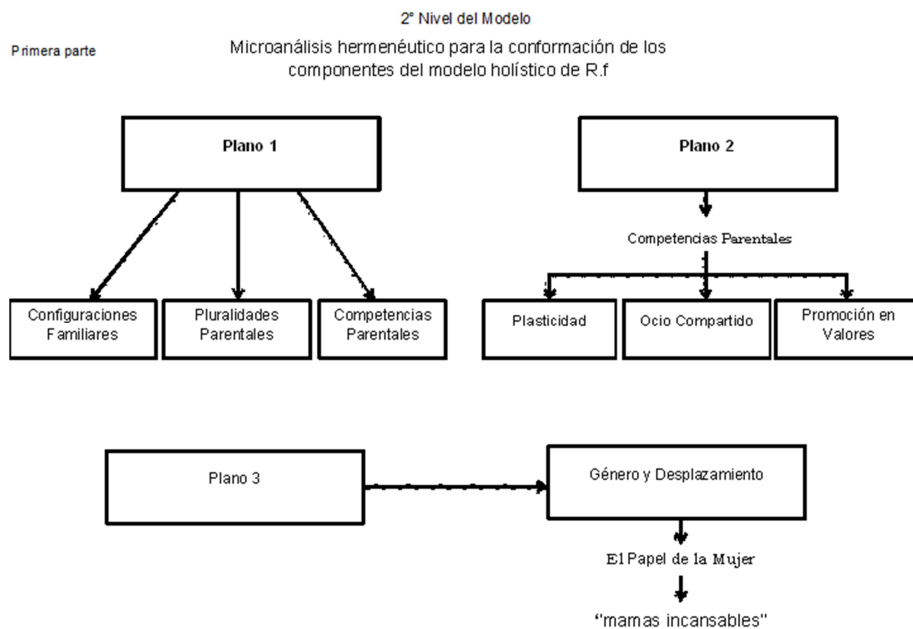 2° Nivel del Modelo
Primera parte
Microanálisis hermenéutico para la conformación de los
componentes del modelo holístico de R.f
Plano 1
Plano 2
Competencias Parentales
Configuraciones
Familiares
Pluralidades
Parentales
Competencias
Parentales
Plasticidad
Ocio Compartido
Promoción en
Valores
Plano 3
Género y Desplazamiento
El Papel de la Mujer
"mamas incansables"